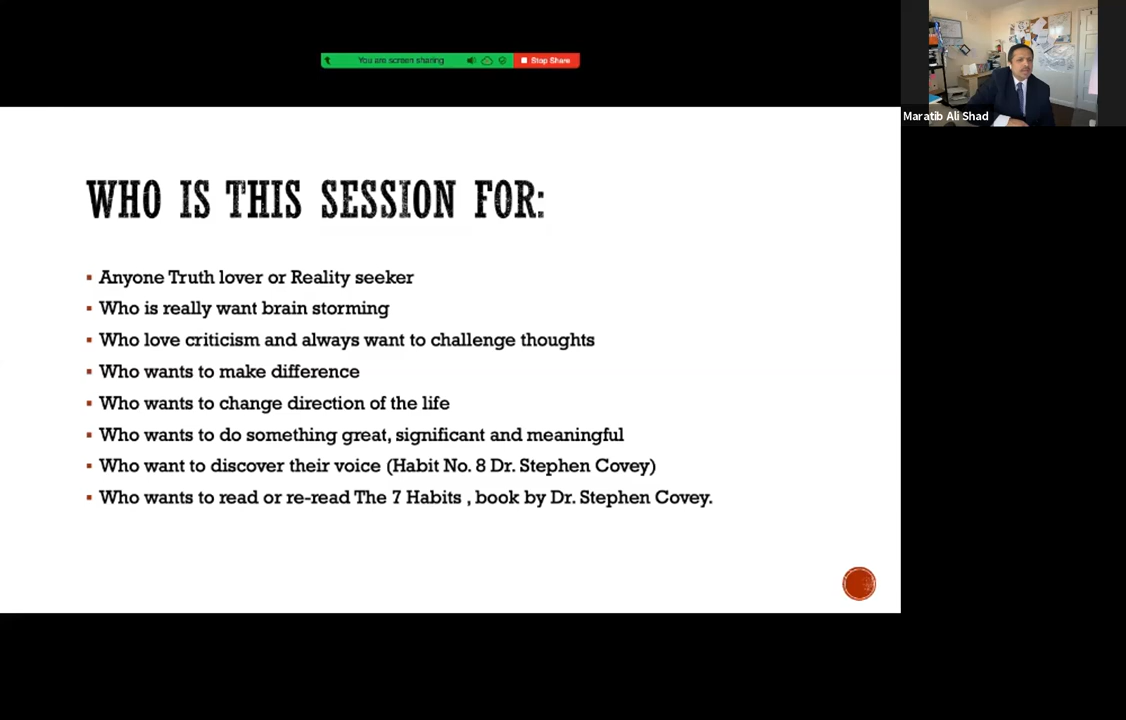 You are screen sharing
Stop Share
Maratib Ali Shad
WHO IS THIS SESSION FOR:
Anyone Truth lover or Reality seeker
Who is really want brain storming
Who love criticism and always want to challenge thoughts
Who wants to make difference
Who wants to change direction of the life
Who wants to do something great, significant and meaningful
Who want to discover their voice (Habit No. 8 Dr. Stephen Covey)
Who wants to read or re-read The 7 Habits , book by Dr. Stephen Covey.